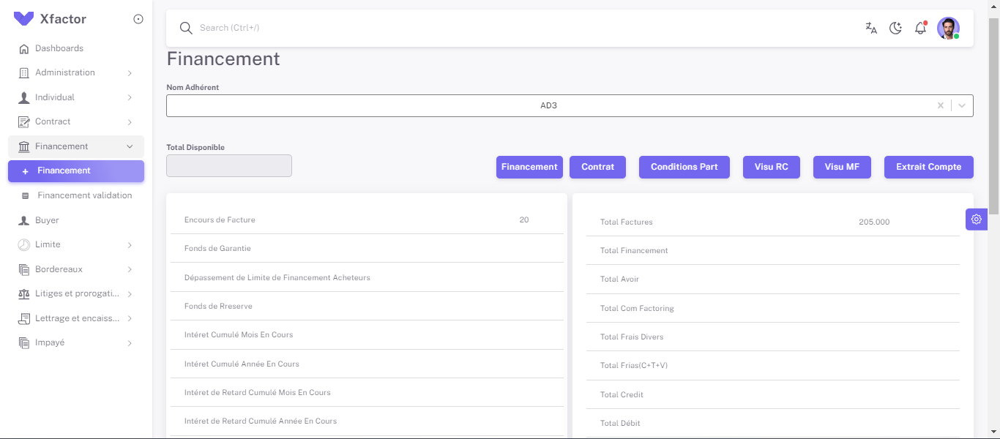 Xfactor
Dashboards
Administration
Individual
Contract
Financement
Financement
Financement validation
Buyer
Limite
Bordereaux
Litiges et prorogati...
Lettrage et encaiss...
Impayé
Search (Ctrl+/)
Financement
Nom Adhérent
AD3
Total Disponible
Financement
Contrat
Conditions Part
Visu RC
Visu MF
Extrait Compte
Encours de Facture 20
Fonds de Garantie
Dépassement de Limite de Financement Acheteurs
Fonds de Rreserve
Intéret Cumulé Mois En Cours
Intéret Cumulé Année En Cours
Intéret de Retard Cumulé Mois En Cours
Intéret de Retard Cumulé Année En Cours
Total Factures 205.000
Total Financement
Total Avoir
Total Com Factoring
Total Frais Divers
Total Frias(C+T+V)
Total Credit
Total Débit